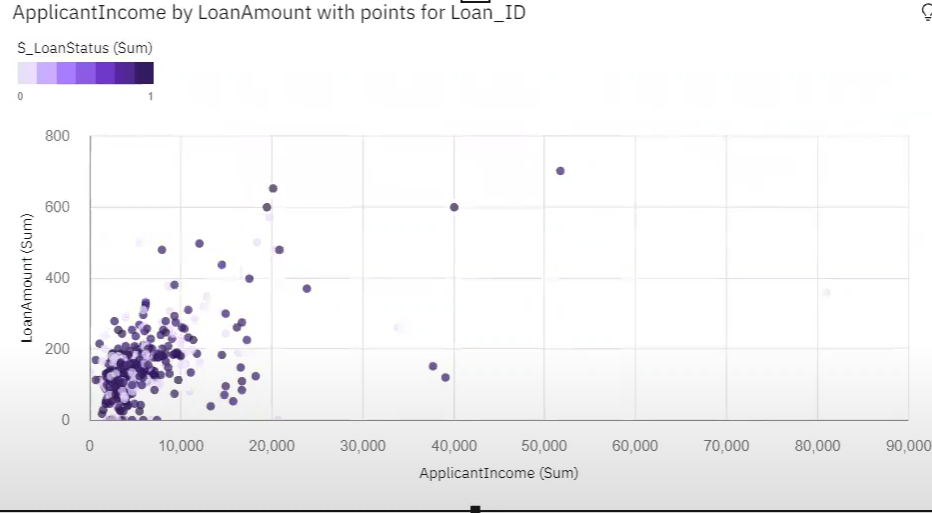 ApplicantIncome by LoanAmount with points for Loan_ID
S_LoanStatus (Sum)
0 1
800
600
400
200
0
LoanAmount (Sum)
0 10,000 20,000 30,000 40,000 50,000 60,000 70,000 80,000 90,000
ApplicantIncome (Sum)